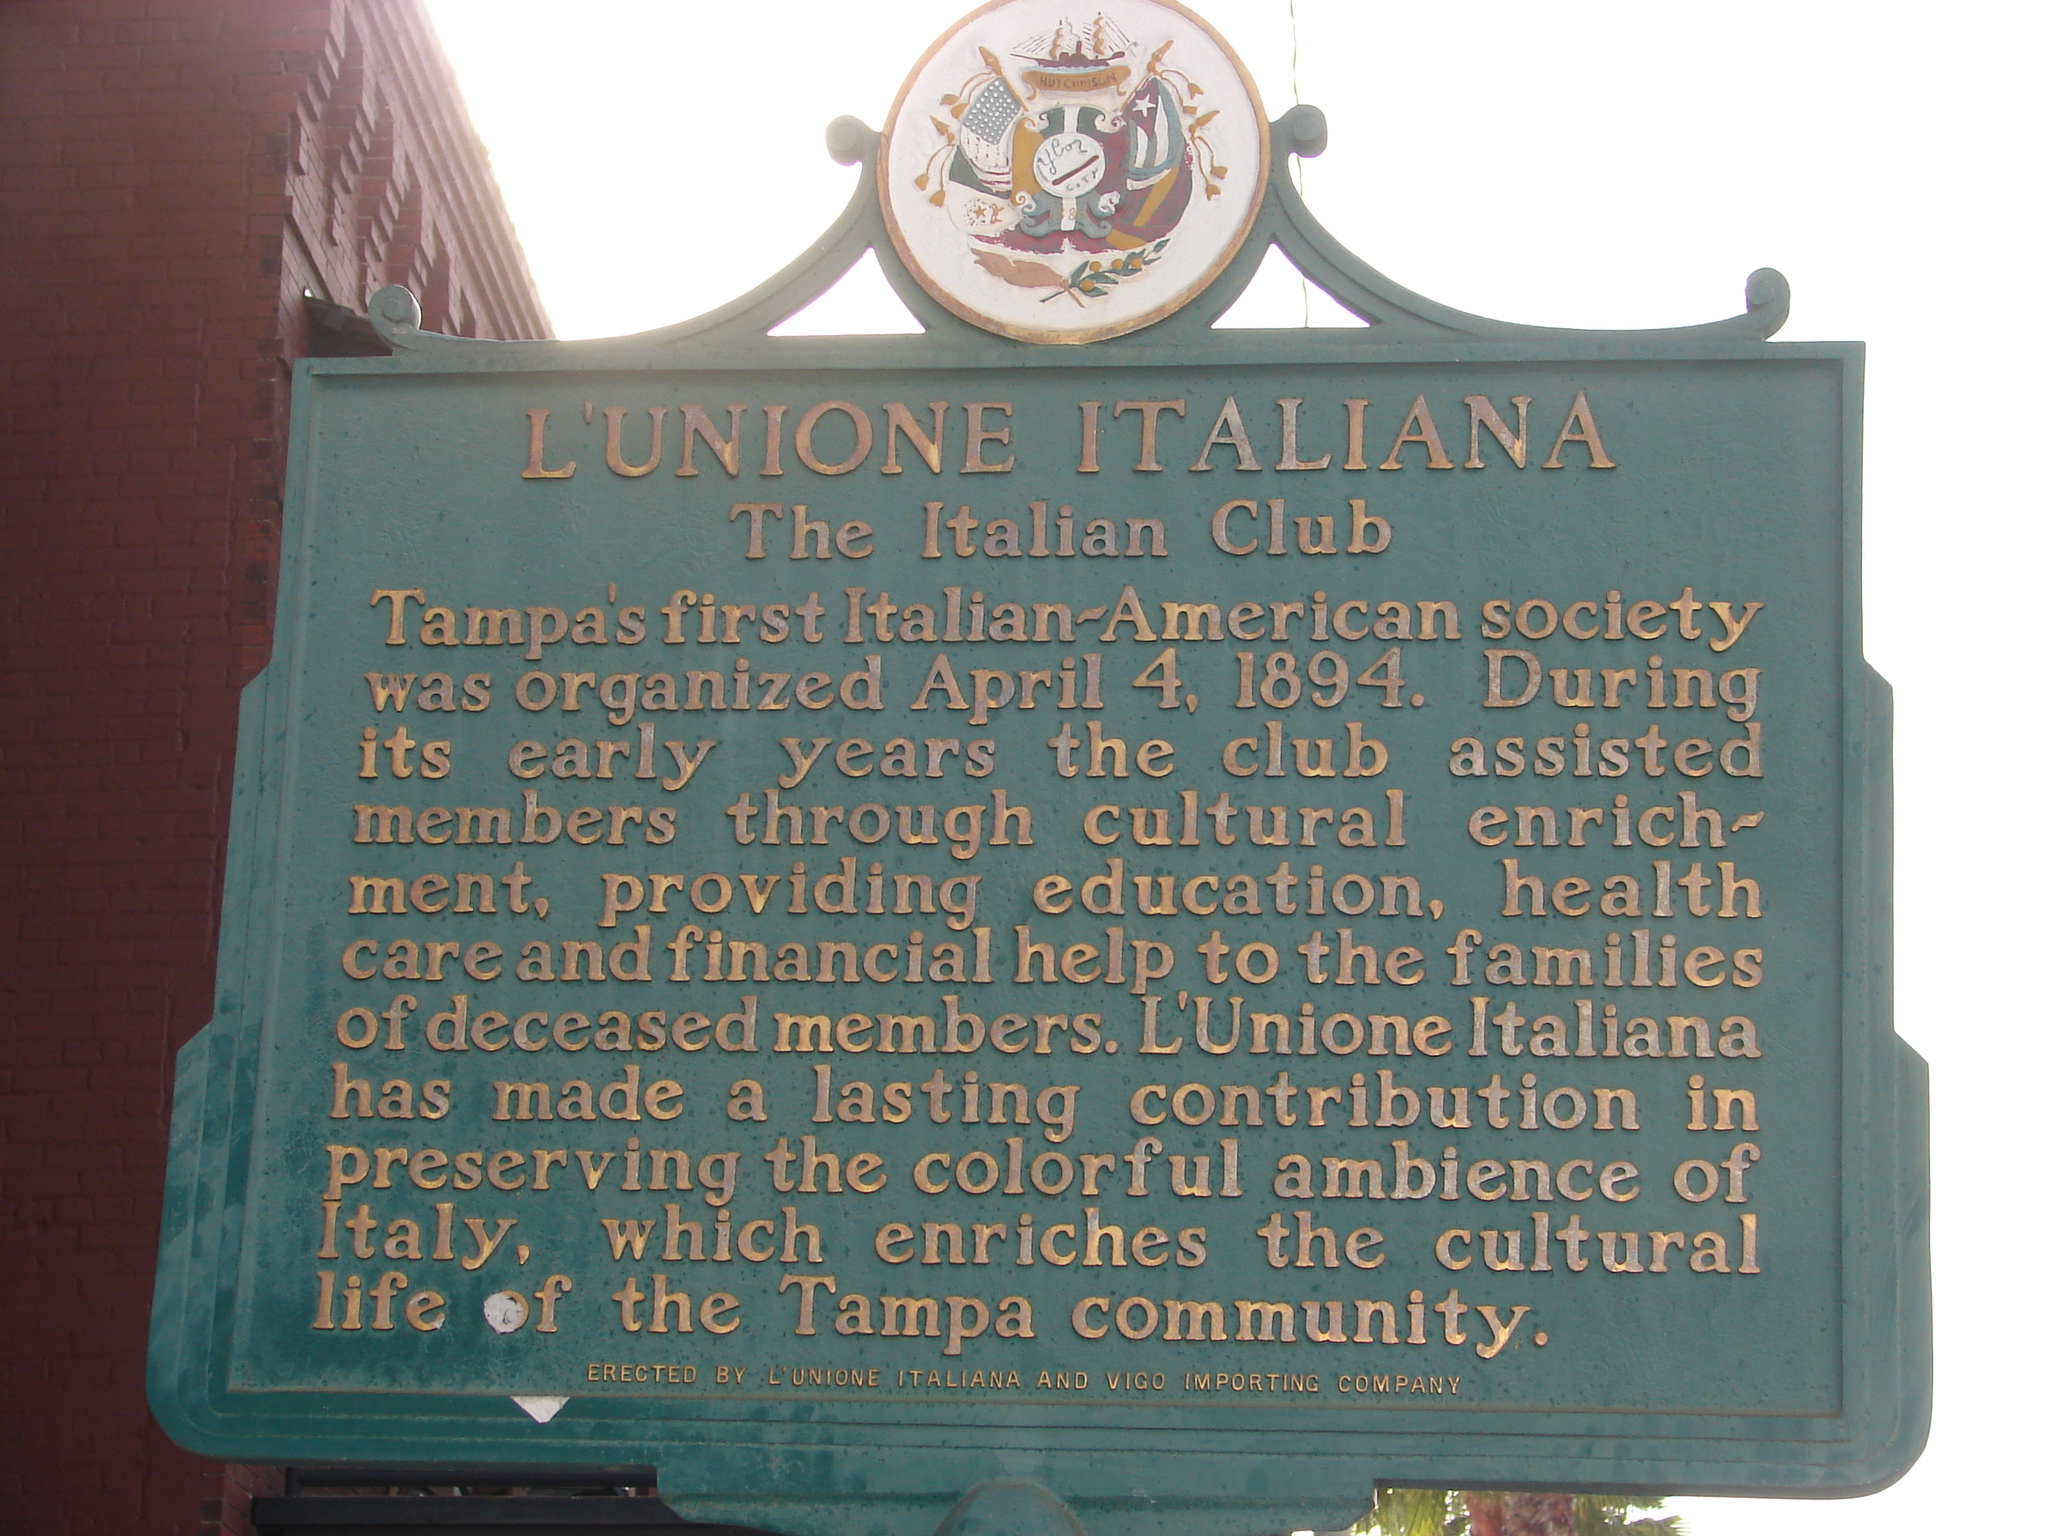 HUTCHINSON
Ybor
CITY
L'UNIONE ITALIANA
The Italian Club
Tampa's first Italian-American society
was organized April 4, 1894. During
its early years the club assisted
members through cultural enrich-
ment, providing education, health
care and financial help to the families
of deceased members. L'Unione Italiana
has made a lasting contribution in
preserving the colorful ambience of
Italy, which enriches the cultural
life of the Tampa community.
ERECTED BY L'UNIONE ITALIANA AND VIGO IMPORTING COMPANY